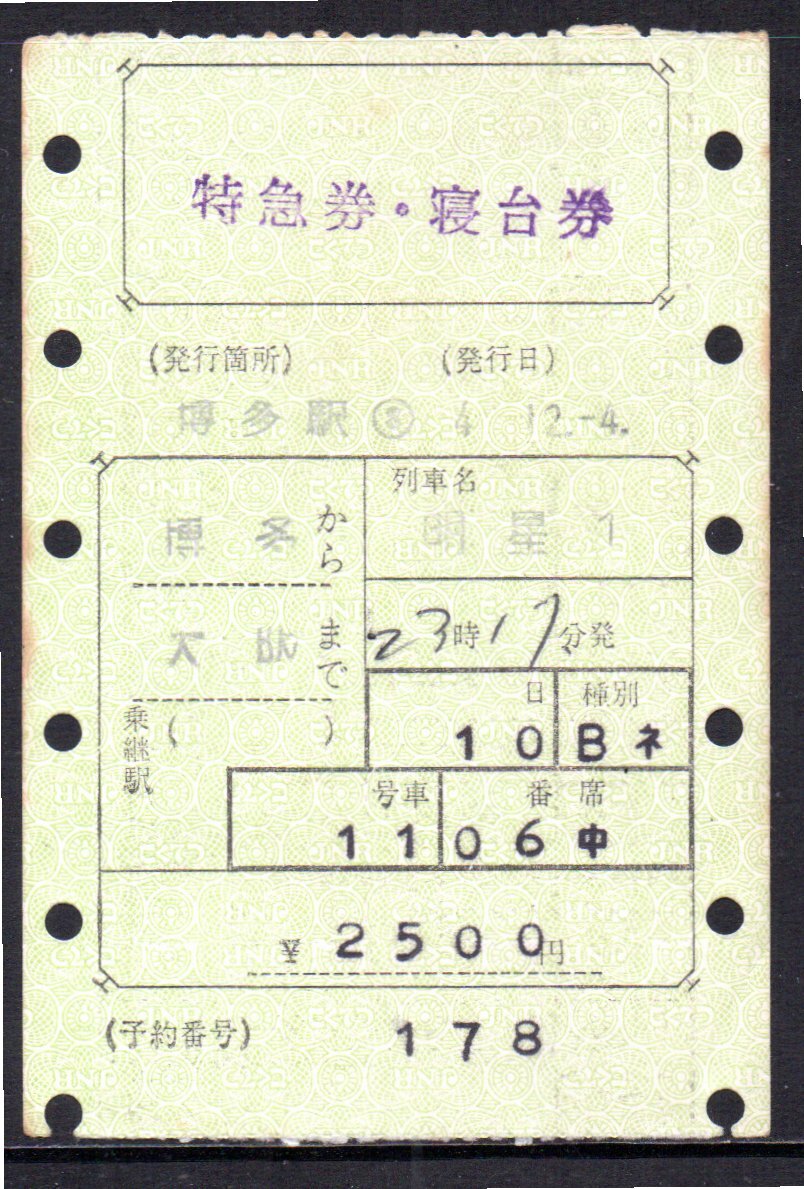 特急券・寝台券
(発行箇所) (発行日)
博多駅 4 12.-4.
列車名
博多 から 明星 1
大阪 まで 23時17分発
日 種別
乗継駅 ( ) 10 Bネ
号車 番席
11 06中
¥2500円
(予約番号) 178